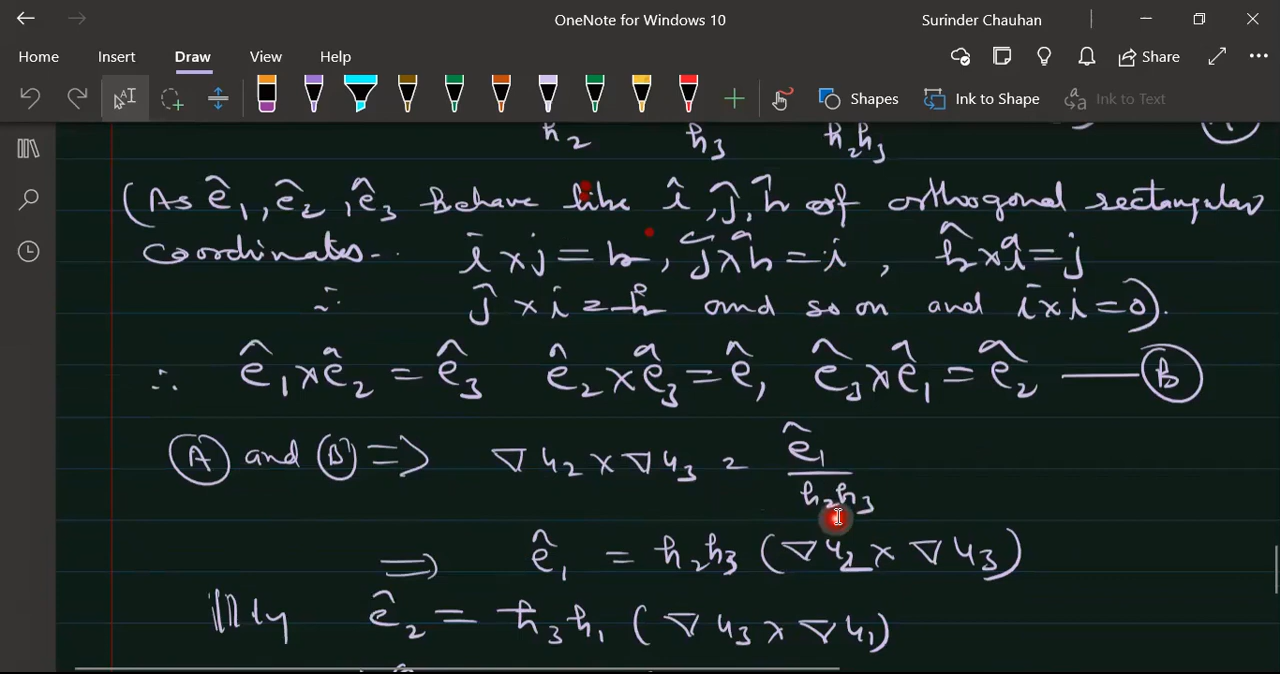 OneNote for Windows 10
Surinder Chauhan
Home Insert Draw View Help
Share
Shapes Ink to Shape Ink to Text
h₂ h₃ h₂h₃
(As ê₁, ê₂, ê₃ behave like î, ĵ, ĥ of orthogonal rectangular
coordinates.. i × j = k, j × k = i, k × i = j
∴ j × i = -k and so on and i × i = 0).
∴ ê₁ × ê₂ = ê₃ ê₂ × ê₃ = ê₁ ê₃ × ê₁ = ê₂ — B
A and B ⇒ ∇u₂ × ∇u₃ = ê₁/h₂h₃
⇒ ê₁ = h₂h₃ (∇u₂ × ∇u₃)
lllly ê₂ = h₃h₁ (∇u₃ × ∇u₁)